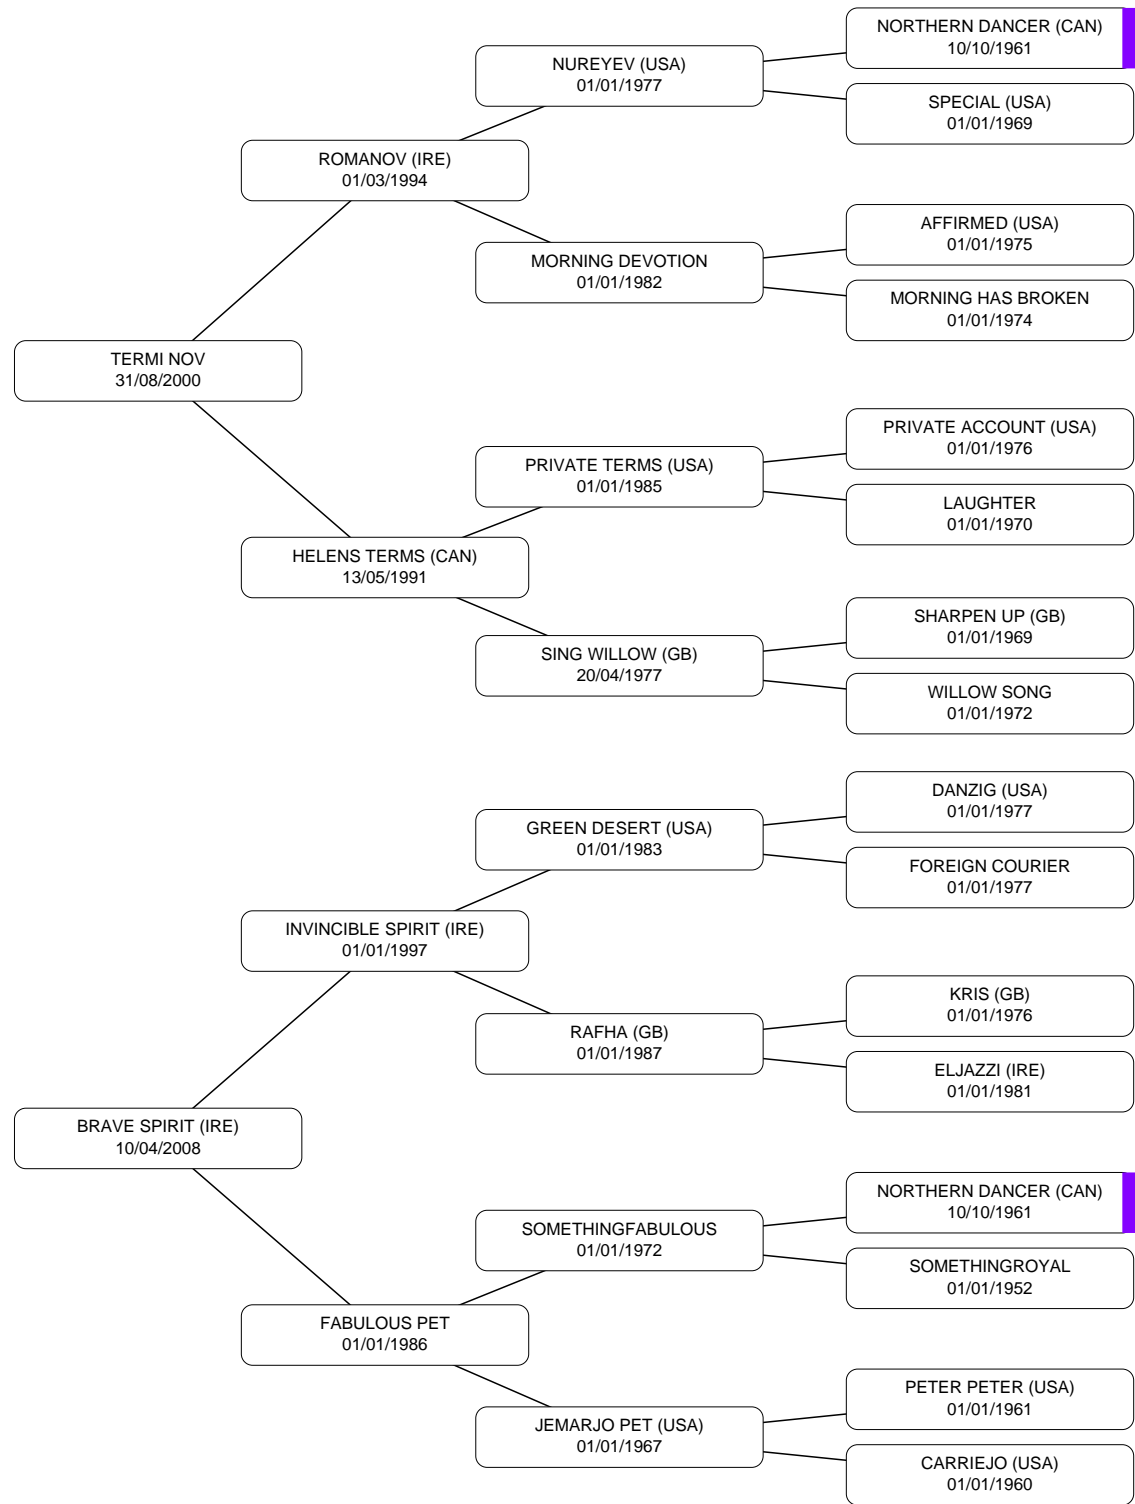 NORTHERN DANCER (CAN)
10/10/1961
NUREYEV (USA)
01/01/1977
SPECIAL (USA)
01/01/1969
ROMANOV (IRE)
01/03/1994
AFFIRMED (USA)
01/01/1975
MORNING DEVOTION
01/01/1982
MORNING HAS BROKEN
01/01/1974
TERMI NOV
31/08/2000
PRIVATE ACCOUNT (USA)
01/01/1976
PRIVATE TERMS (USA)
01/01/1985
LAUGHTER
01/01/1970
HELENS TERMS (CAN)
13/05/1991
SHARPEN UP (GB)
01/01/1969
SING WILLOW (GB)
20/04/1977
WILLOW SONG
01/01/1972
DANZIG (USA)
01/01/1977
GREEN DESERT (USA)
01/01/1983
FOREIGN COURIER
01/01/1977
INVINCIBLE SPIRIT (IRE)
01/01/1997
KRIS (GB)
01/01/1976
RAFHA (GB)
01/01/1987
ELJAZZI (IRE)
01/01/1981
BRAVE SPIRIT (IRE)
10/04/2008
NORTHERN DANCER (CAN)
10/10/1961
SOMETHINGFABULOUS
01/01/1972
SOMETHINGROYAL
01/01/1952
FABULOUS PET
01/01/1986
PETER PETER (USA)
01/01/1961
JEMARJO PET (USA)
01/01/1967
CARRIEJO (USA)
01/01/1960